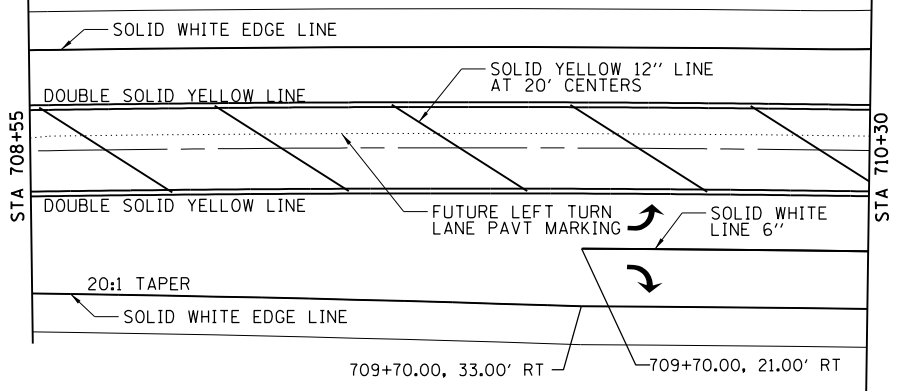 SOLID WHITE EDGE LINE
SOLID YELLOW 12" LINE
AT 20' CENTERS
DOUBLE SOLID YELLOW LINE
STA 708+55
STA 710+30
DOUBLE SOLID YELLOW LINE
FUTURE LEFT TURN
LANE PAVT MARKING
SOLID WHITE
LINE 6"
20:1 TAPER
SOLID WHITE EDGE LINE
709+70.00, 33.00' RT
709+70.00, 21.00' RT